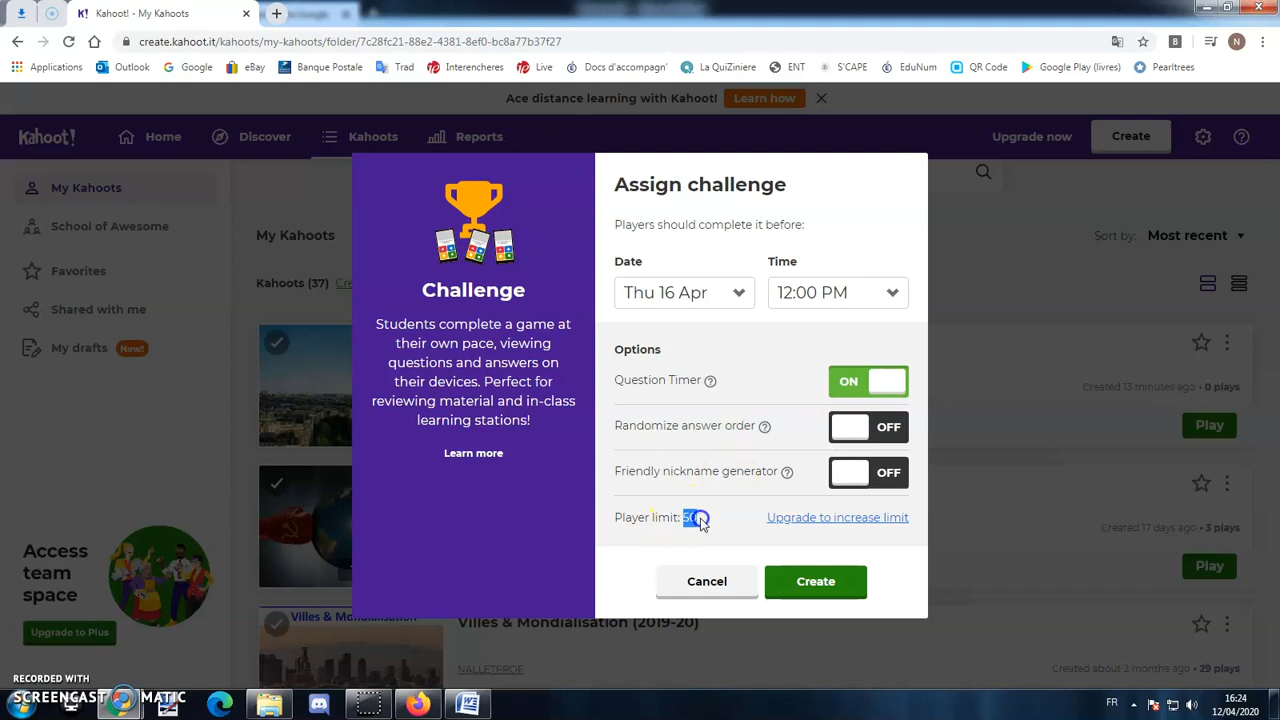 Kahoot! - My Kahoots
create.kahoot.it/kahoots/my-kahoots/folder/7c28fc21-88e2-4381-8ef0-bc8a77b37f27
N
Applications Outlook Google eBay Banque Postale Trad Interencheres Live Docs d'accompagn' La QuiZiniere ENT S'CAPE EduNum QR Code Google Play (livres) Pearltrees
Ace distance learning with Kahoot! Learn how
Kahoot! Home Discover Kahoots Reports Upgrade now Create
My Kahoots
School of Awesome
Favorites
Shared with me
My drafts New!
Access
team
space
Upgrade to Plus
My Kahoots
Sort by: Most recent
Kahoots (37)
Challenge
Students complete a game at
their own pace, viewing
questions and answers on
their devices. Perfect for
reviewing material and in-class
learning stations!
Learn more
Assign challenge
Players should complete it before:
Date Time
Thu 16 Apr 12:00 PM
Options
Question Timer ON
Randomize answer order OFF
Friendly nickname generator OFF
Player limit: Upgrade to increase limit
Cancel Create
Created 13 minutes ago • 0 plays
Play
Created 17 days ago • 3 plays
Play
Villes & Mondialisation
Villes & Mondialisation (2019-20)
NALLETPROF
Created about 2 months ago • 29 plays
RECORDED WITH
SCREENCAST MATIC
FR
16:24
12/04/2020